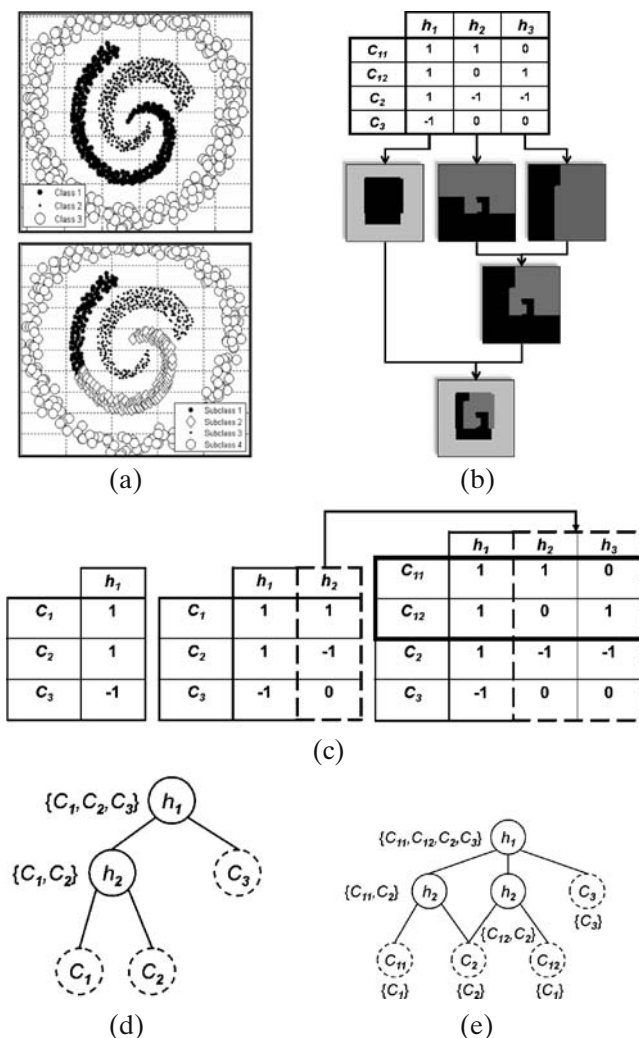 Class 1
Class 2
Class 3
Subclass 1
Subclass 2
Subclass 3
Subclass 4
(a)
h1 h2 h3
C11 1 1 0
C12 1 0 1
C2 1 -1 -1
C3 -1 0 0
(b)
h1
C1 1
C2 1
C3 -1
h1 h2
C1 1 1
C2 1 -1
C3 -1 0
h1 h2 h3
C11 1 1 0
C12 1 0 1
C2 1 -1 -1
C3 -1 0 0
(c)
{C1,C2,C3} h1
{C1,C2} h2 C3
C1 C2
(d)
{C11,C12,C2,C3} h1
{C11,C2} h2 h2 C3
{C12,C2} {C3}
C11 C2 C12
{C1} {C2} {C1}
(e)